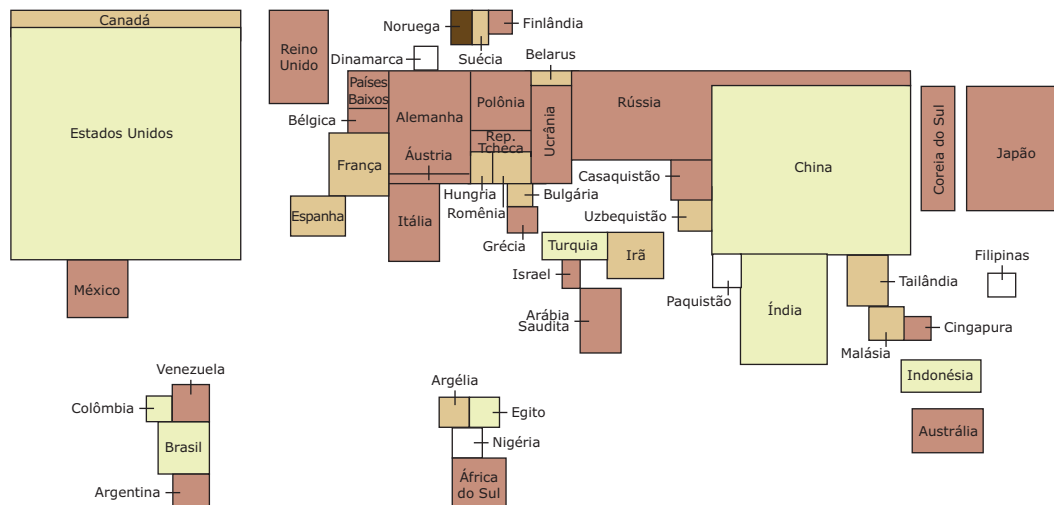 Canadá
Estados Unidos
México
Reino
Unido
Noruega
Finlândia
Dinamarca
Suécia
Belarus
Países
Baixos
Bélgica
Alemanha
Polônia
Rep.
Tcheca
Ucrânia
Rússia
China
Coreia do Sul
Japão
França
Áustria
Espanha
Itália
Hungria
Romênia
Bulgária
Grécia
Casaquistão
Uzbequistão
Turquia
Irã
Israel
Arábia
Saudita
Paquistão
Índia
Tailândia
Filipinas
Malásia
Cingapura
Indonésia
Austrália
Venezuela
Colômbia
Brasil
Argentina
Argélia
Egito
Nigéria
África
do Sul